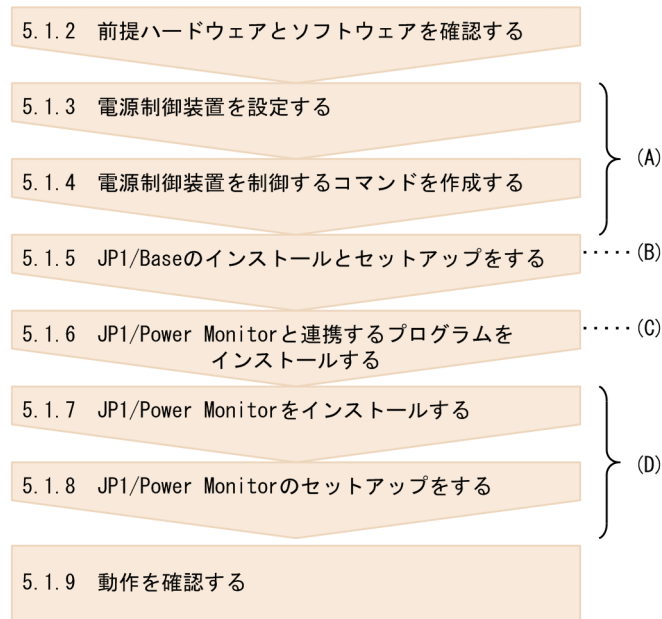 5.1.2 前提ハードウェアとソフトウェアを確認する
5.1.3 電源制御装置を設定する
5.1.4 電源制御装置を制御するコマンドを作成する
(A)
5.1.5 JP1/Baseのインストールとセットアップをする
·····(B)
5.1.6 JP1/Power Monitorと連携するプログラムを
インストールする
·····(C)
5.1.7 JP1/Power Monitorをインストールする
5.1.8 JP1/Power Monitorのセットアップをする
(D)
5.1.9 動作を確認する